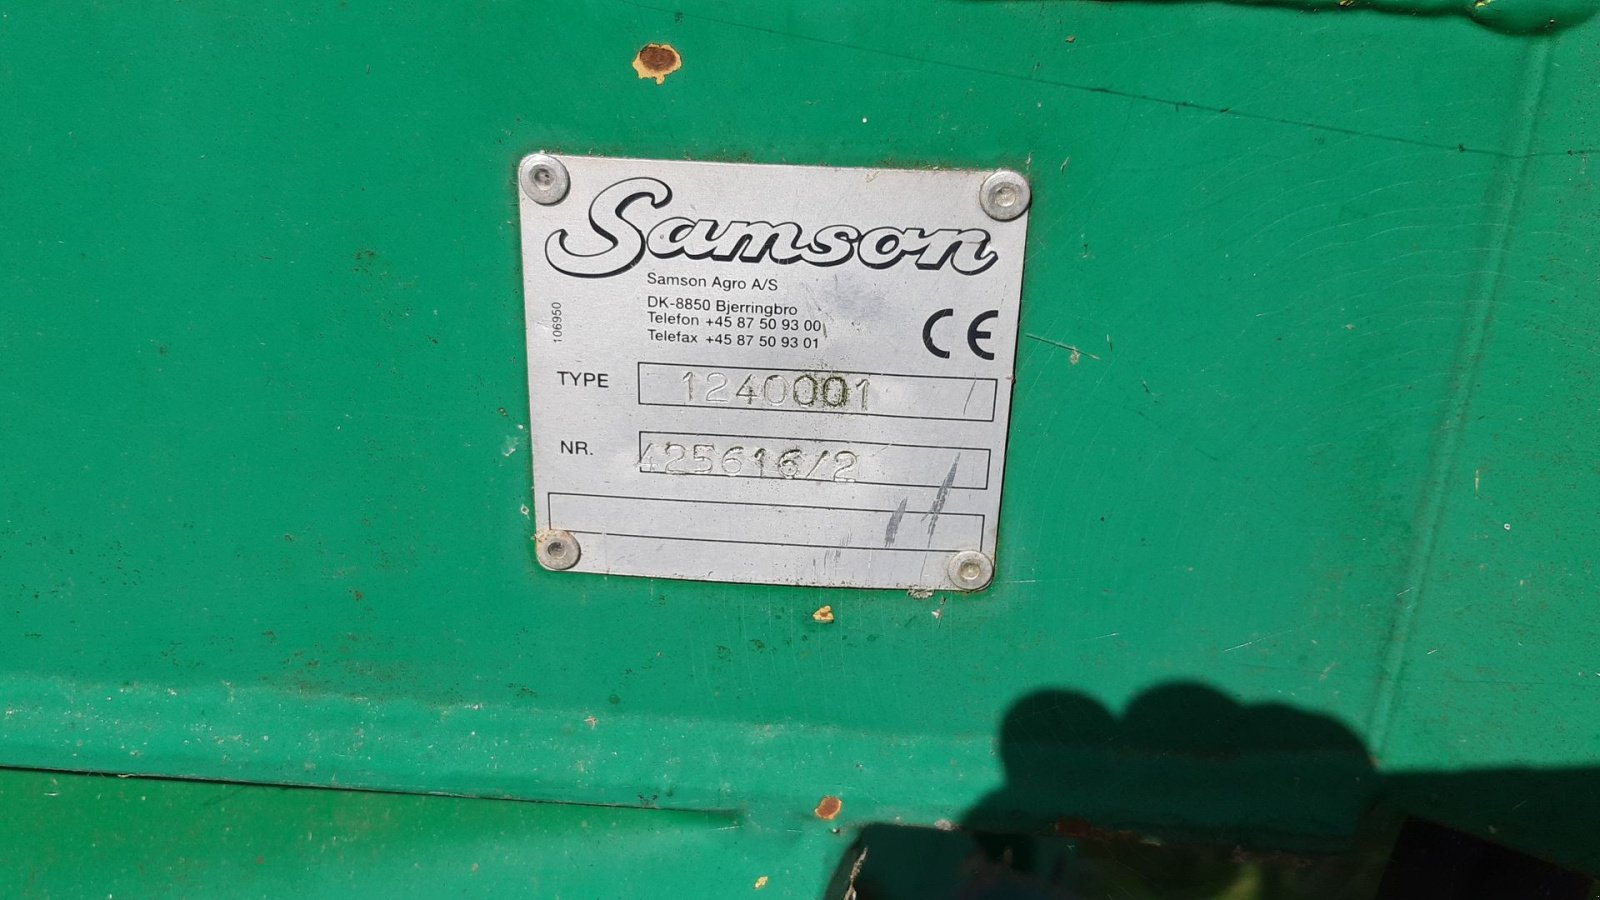 Samson
Samson Agro A/S
DK-8850 Bjerringbro
Telefon +45 87 50 93 00
Telefax +45 87 50 93 01
106950
CE
TYPE 1240001
NR. 425616/2